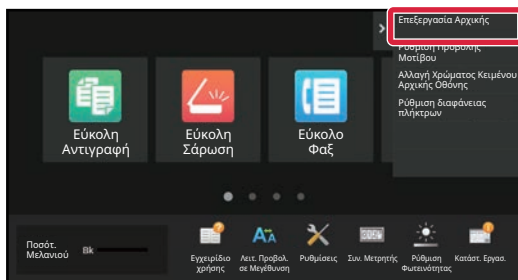 Επεξεργασία Αρχικής
Ρύθμιση Προβολής
Μοτίβου
Αλλαγή Χρώματος Κειμένου
Αρχικής Οθόνης
Ρύθμιση διαφάνειας
πλήκτρων
Εύκολη
Αντιγραφή
Εύκολη
Σάρωση
Εύκολο
Φαξ
Ποσότ.
Μελανιού
Bk
Εγχειρίδιο
χρήσης
Λειτ. Προβολ.
σε Μεγέθυνση
Ρυθμίσεις
Συν. Μετρητής
Ρύθμιση
Φωτεινότητας
Κατάστ. Εργασ.